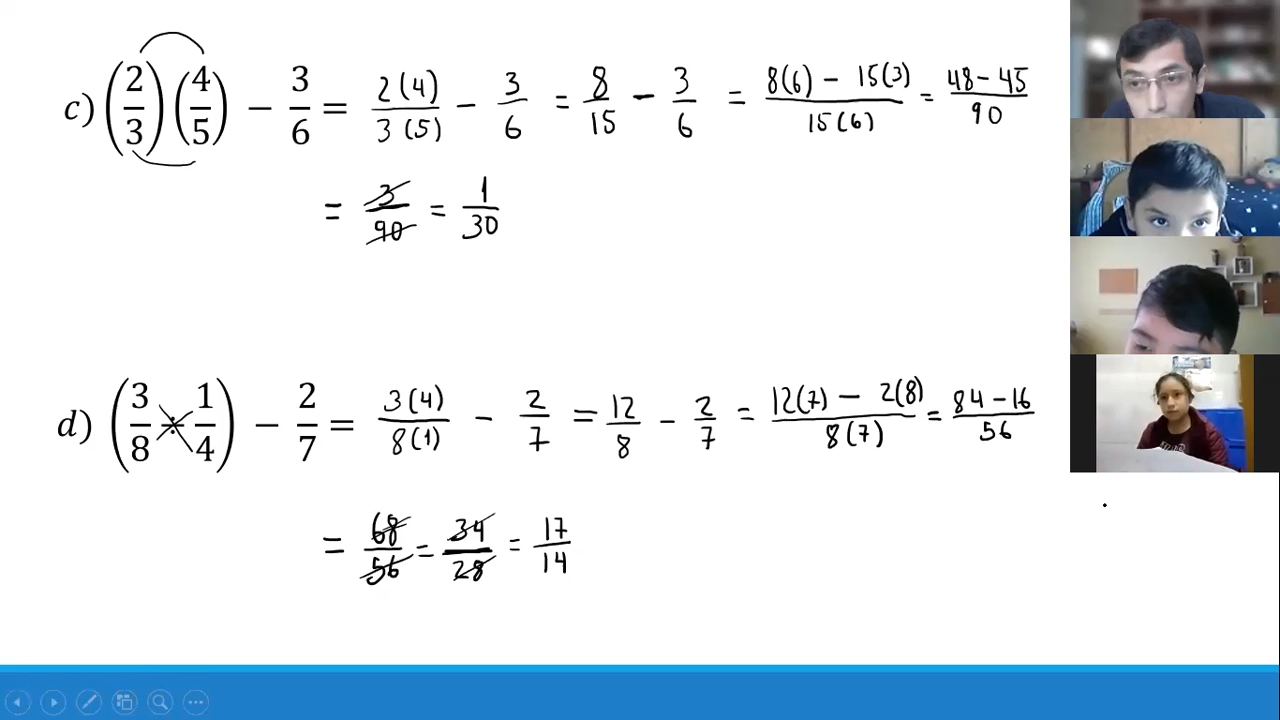 c) (2/3)(4/5) − 3/6 = 2(4)/3(5) − 3/6 = 8/15 − 3/6 = 8(6) − 15(3)/15(6) = 48−45/90
= 3/90 = 1/30
d) (3/8 ÷ 1/4) − 2/7 = 3(4)/8(1) − 2/7 = 12/8 − 2/7 = 12(7) − 2(8)/8(7) = 84−16/56
= 68/56 = 34/28 = 17/14